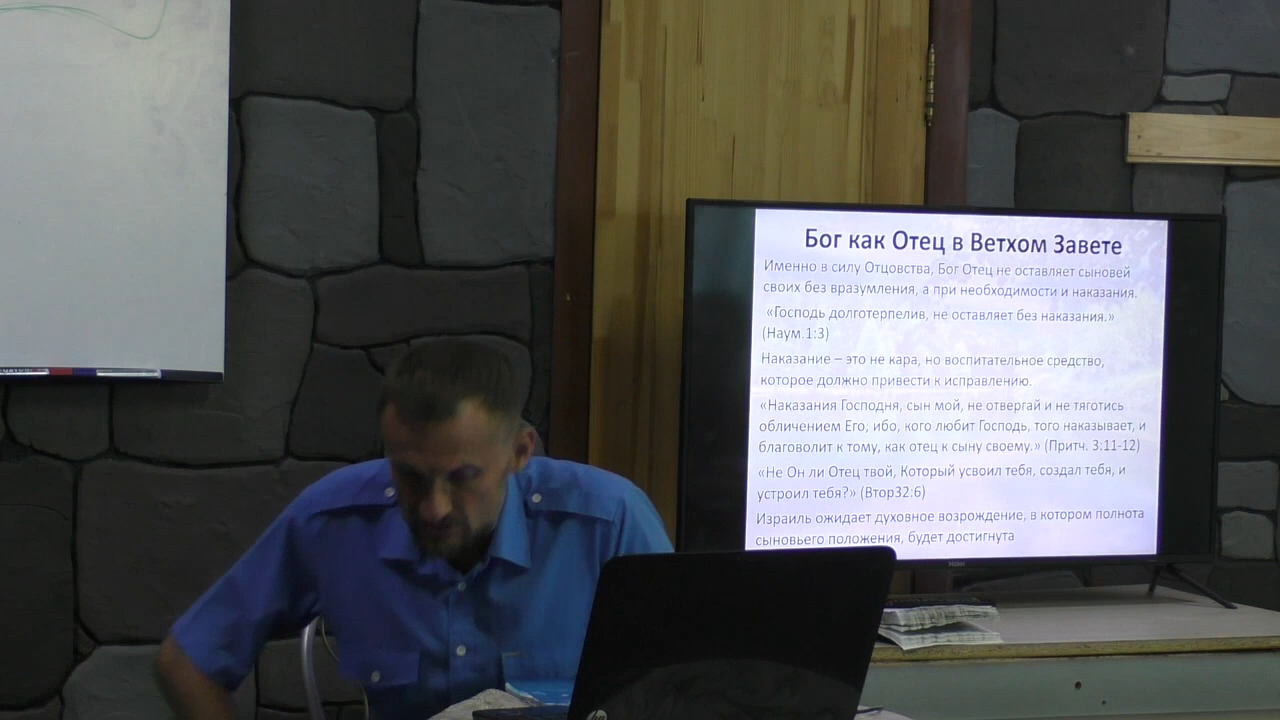 Бог как Отец в Ветхом Завете
Именно в силу Отцовства, Бог Отец не оставляет сыновей
своих без вразумления, а при необходимости и наказания.
«Господь долготерпелив, не оставляет без наказания.»
(Наум.1:3)
Наказание – это не кара, но воспитательное средство,
которое должно привести к исправлению.
«Наказания Господня, сын мой, не отвергай и не тяготись
обличением Его; ибо, кого любит Господь, того наказывает, и
благоволит к тому, как отец к сыну своему.» (Притч. 3:11-12)
«Не Он ли Отец твой, Который усвоил тебя, создал тебя, и
устроил тебя?» (Втор32:6)
Израиль ожидает духовное возрождение, в котором полнота
сыновьего положения, будет достигнута
Haier
hp